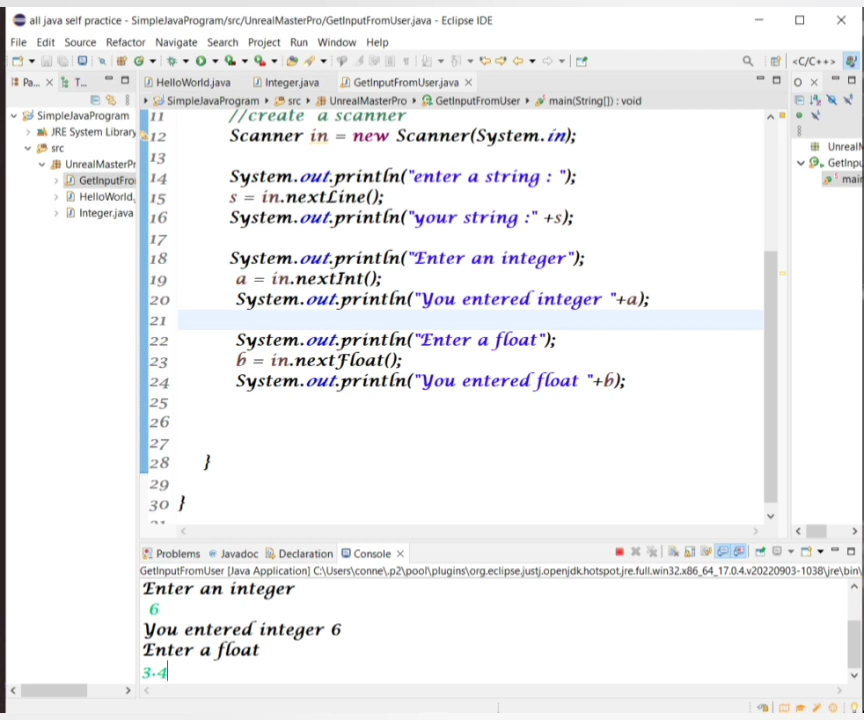 all java self practice - SimpleJavaProgram/src/UnrealMasterPro/GetInputFromUser.java - Eclipse IDE
File Edit Source Refactor Navigate Search Project Run Window Help
<C/C++>
Pa... T...
HelloWorld.java Integer.java GetInputFromUser.java
SimpleJavaProgram src UnrealMasterPro GetInputFromUser main(String[]) : void
SimpleJavaProgram
JRE System Library
src
UnrealMasterPr
GetInputFro
HelloWorld.
Integer.java
11 //create a scanner
12 Scanner in = new Scanner(System.in);
13
14 System.out.println("enter a string : ");
15 s = in.nextLine();
16 System.out.println("your string :" +s);
17
18 System.out.println("Enter an integer");
19 a = in.nextInt();
20 System.out.println("You entered integer "+a);
21
22 System.out.println("Enter a float");
23 b = in.nextFloat();
24 System.out.println("You entered float "+b);
25
26
27
28 }
29
30 }
UnrealM
GetInpu
mair
Problems Javadoc Declaration Console
GetInputFromUser [Java Application] C:\Users\conne\.p2\pool\plugins\org.eclipse.justj.openjdk.hotspot.jre.full.win32.x86_64_17.0.4.v20220903-1038\jre\bin\
Enter an integer
6
You entered integer 6
Enter a float
3.4